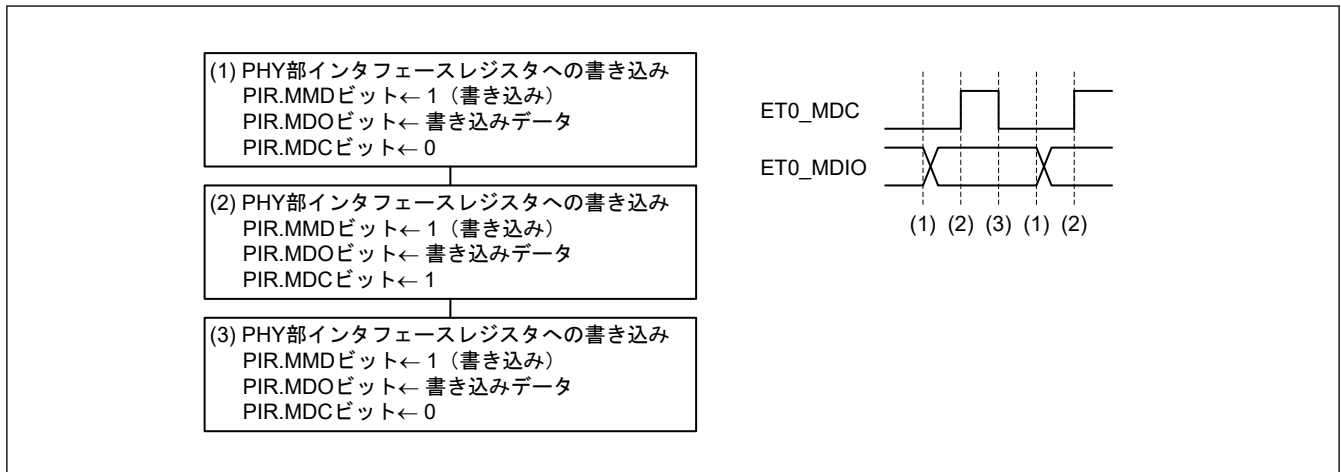 (1) PHY部インタフェースレジスタへの書き込み
PIR.MMDビット← 1（書き込み）
PIR.MDOビット← 書き込みデータ
PIR.MDCビット← 0
(2) PHY部インタフェースレジスタへの書き込み
PIR.MMDビット← 1（書き込み）
PIR.MDOビット← 書き込みデータ
PIR.MDCビット← 1
(3) PHY部インタフェースレジスタへの書き込み
PIR.MMDビット← 1（書き込み）
PIR.MDOビット← 書き込みデータ
PIR.MDCビット← 0
ET0_MDC
ET0_MDIO
(1) (2) (3) (1) (2)